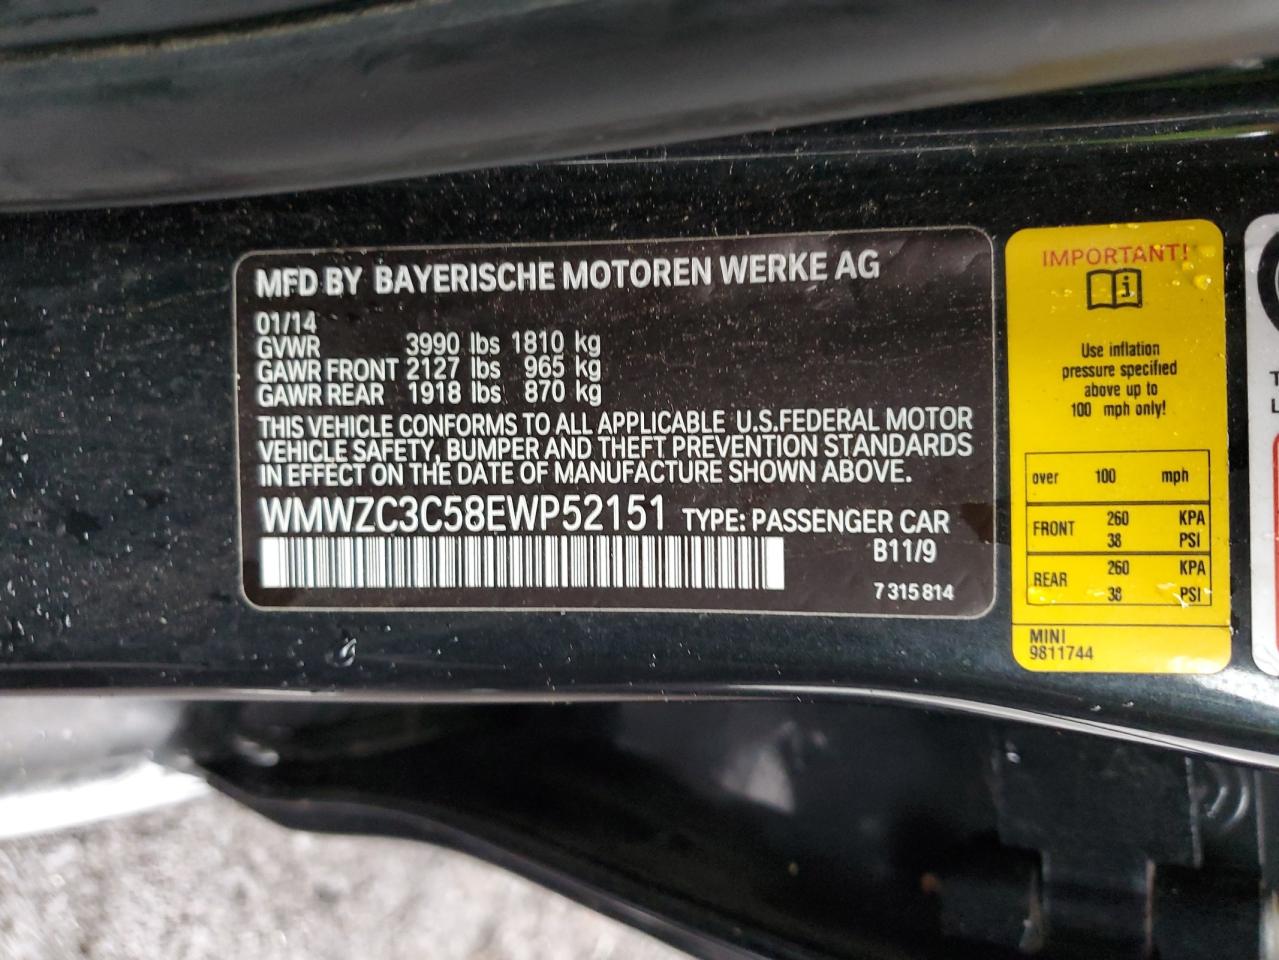 MFD BY BAYERISCHE MOTOREN WERKE AG
01/14
GVWR 3990 lbs 1810 kg
GAWR FRONT 2127 lbs 965 kg
GAWR REAR 1918 lbs 870 kg
THIS VEHICLE CONFORMS TO ALL APPLICABLE U.S.FEDERAL MOTOR
VEHICLE SAFETY, BUMPER AND THEFT PREVENTION STANDARDS
IN EFFECT ON THE DATE OF MANUFACTURE SHOWN ABOVE.
WMWZC3C58EWP52151 TYPE: PASSENGER CAR
B11/9
7 315 814
IMPORTANT!
i
Use inflation
pressure specified
above up to
100 mph only!
over 100 mph
FRONT 260 KPA
38 PSI
REAR 260 KPA
38 PSI
MINI
9811744